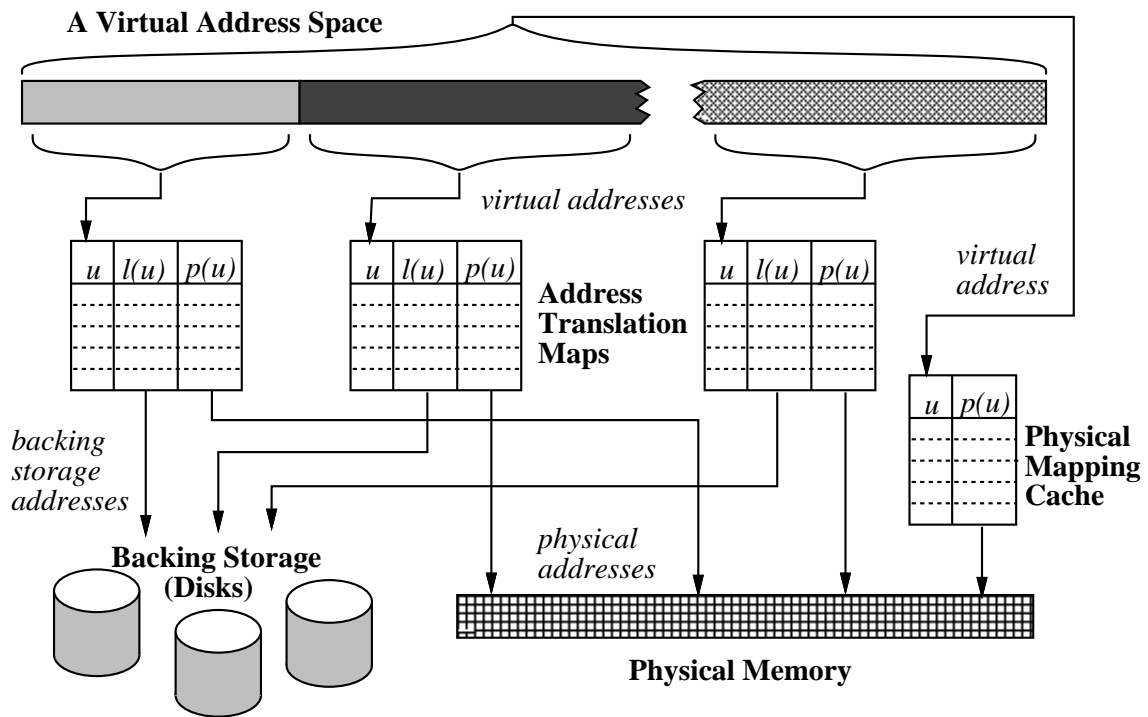 A Virtual Address Space
virtual addresses
u l(u) p(u)
u l(u) p(u)
u l(u) p(u)
virtual
address
Address
Translation
Maps
u p(u)
backing
storage
addresses
Physical
Mapping
Cache
Backing Storage
(Disks)
physical
addresses
Physical Memory